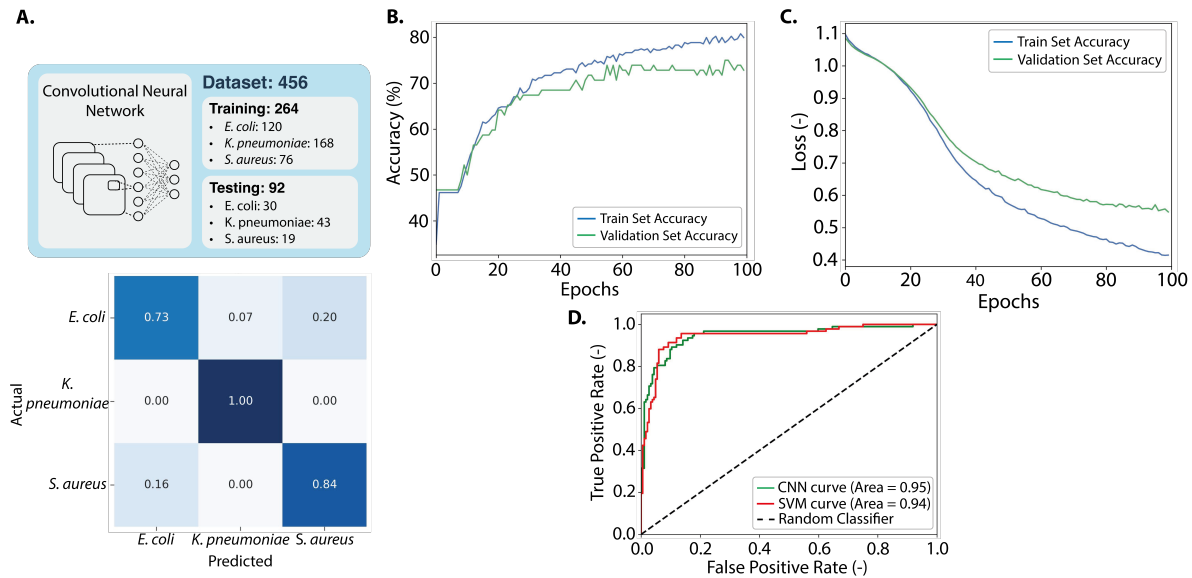 A.
Convolutional Neural
Network
Dataset: 456
Training: 264
• E. coli: 120
• K. pneumoniae: 168
• S. aureus: 76
Testing: 92
• E. coli: 30
• K. pneumoniae: 43
• S. aureus: 19
Actual
E. coli
K.
pneumoniae
S. aureus
0.73 0.07 0.20
0.00 1.00 0.00
0.16 0.00 0.84
E. coli K. pneumoniae S. aureus
Predicted
B.
Accuracy (%)
80
70
60
50
40
Train Set Accuracy
Validation Set Accuracy
0 20 40 60 80 100
Epochs
C.
Loss (-)
1.1
1.0
0.9
0.8
0.7
0.6
0.5
0.4
Train Set Accuracy
Validation Set Accuracy
0 20 40 60 80 100
Epochs
D.
True Positive Rate (-)
1.0
0.8
0.6
0.4
0.2
0.0
CNN curve (Area = 0.95)
SVM curve (Area = 0.94)
Random Classifier
0.0 0.2 0.4 0.6 0.8 1.0
False Positive Rate (-)